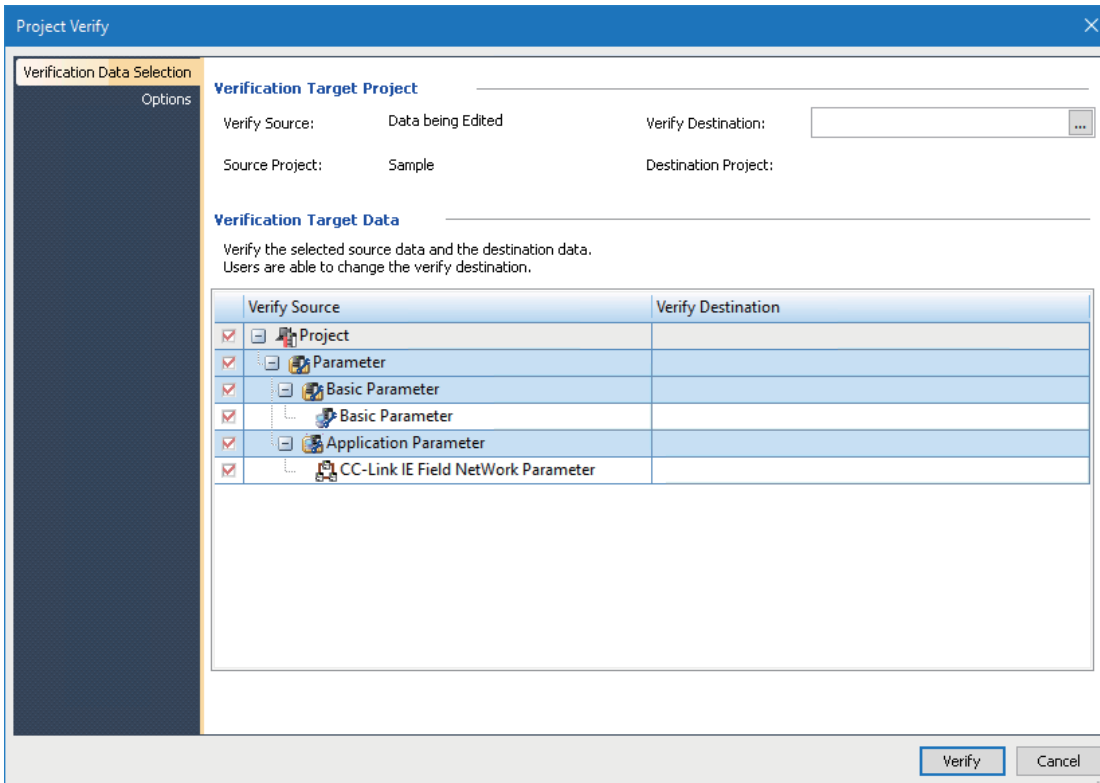 Project Verify
Verification Data Selection
Options
Verification Target Project
Verify Source: Data being Edited Verify Destination: ...
Source Project: Sample Destination Project:
Verification Target Data
Verify the selected source data and the destination data.
Users are able to change the verify destination.
Verify Source Verify Destination
Project
Parameter
Basic Parameter
Basic Parameter
Application Parameter
CC-Link IE Field NetWork Parameter
Verify Cancel